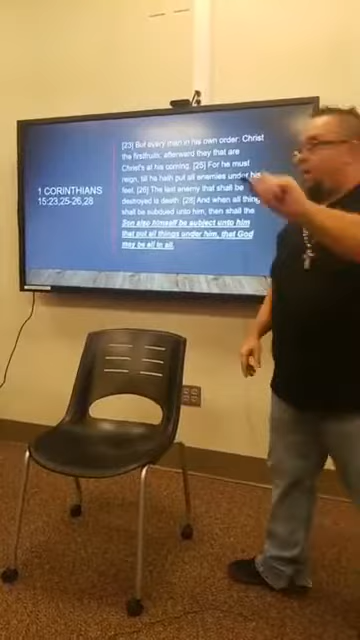 1 CORINTHIANS
15:23,25-26,28
[23] But every man in his own order: Christ
the firstfruits; afterward they that are
Christ's at his coming. [25] For he must
reign, till he hath put all enemies under his
feet. [26] The last enemy that shall be
destroyed is death. [28] And when all thing
shall be subdued unto him, then shall the
Son also himself be subject unto him
that put all things under him, that God
may be all in all.